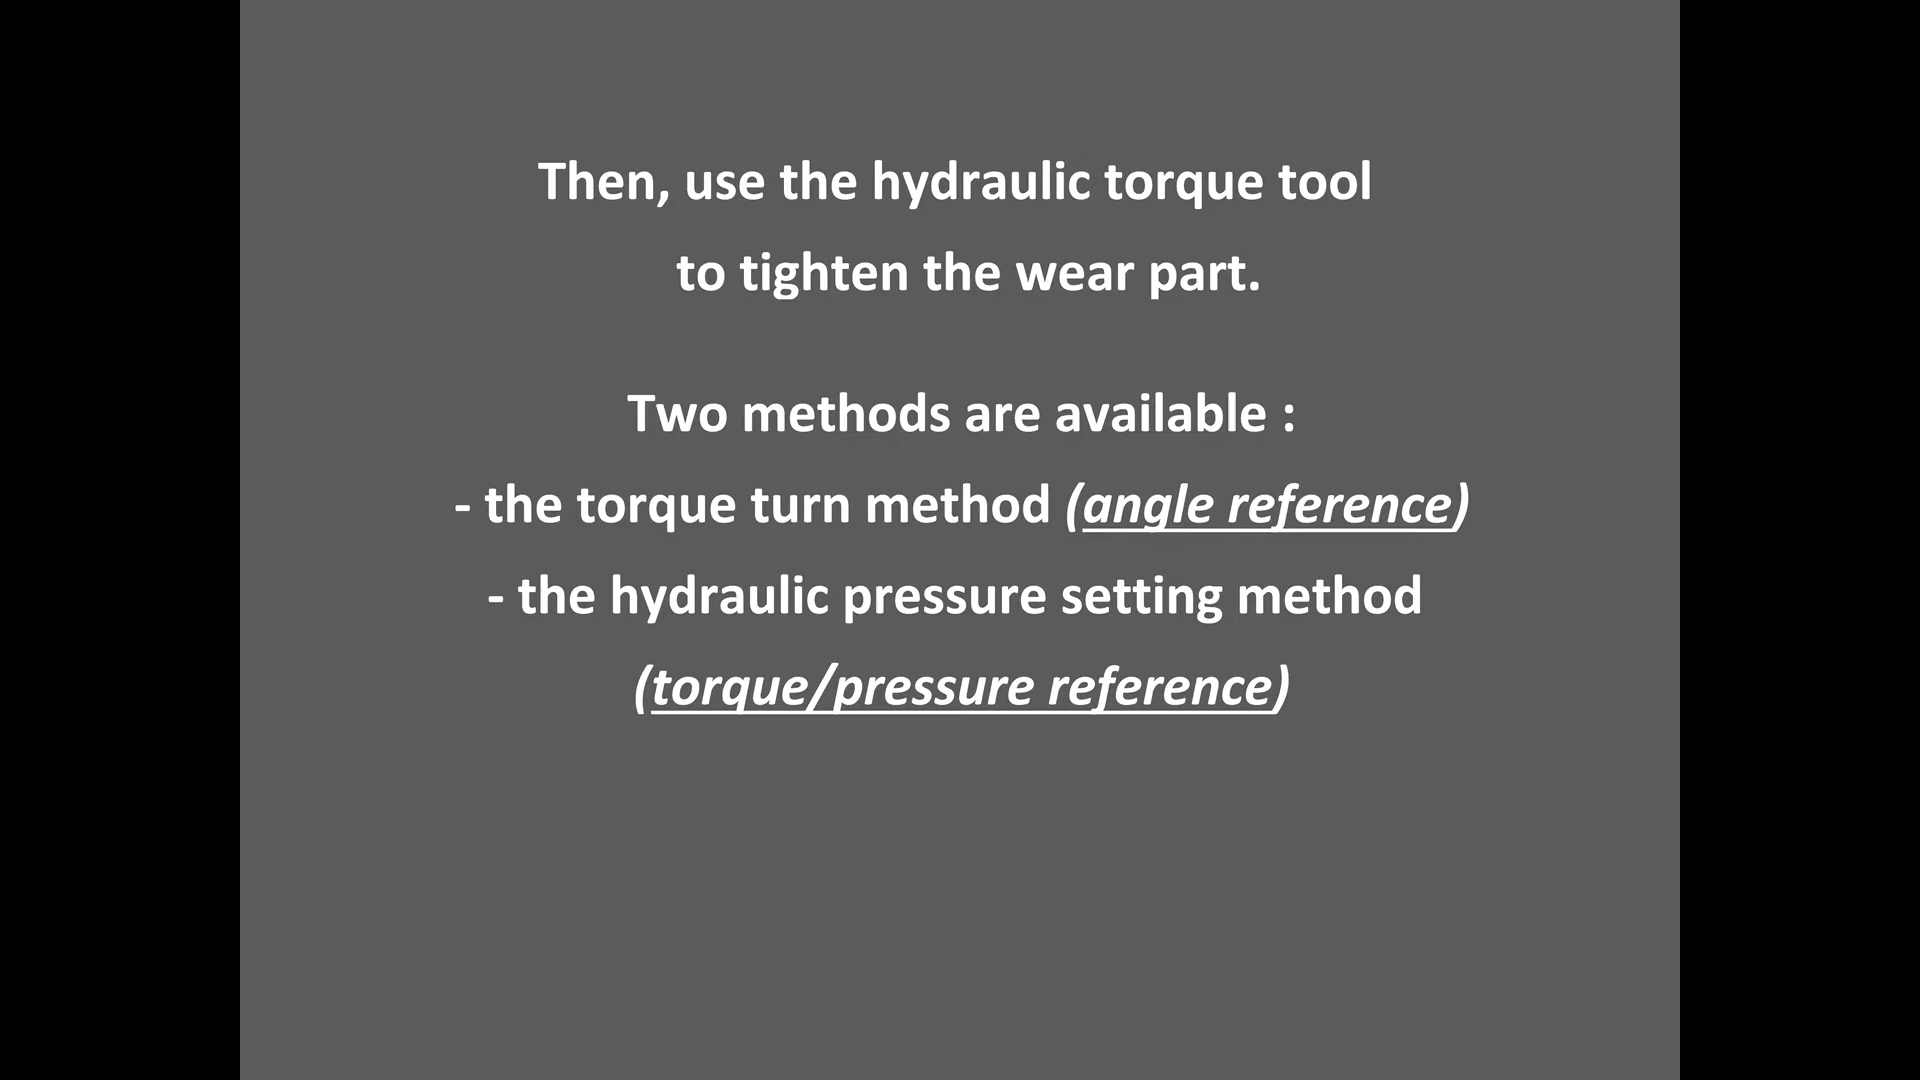 Then, use the hydraulic torque tool
to tighten the wear part.
Two methods are available :
- the torque turn method (angle reference)
- the hydraulic pressure setting method
(torque/pressure reference)